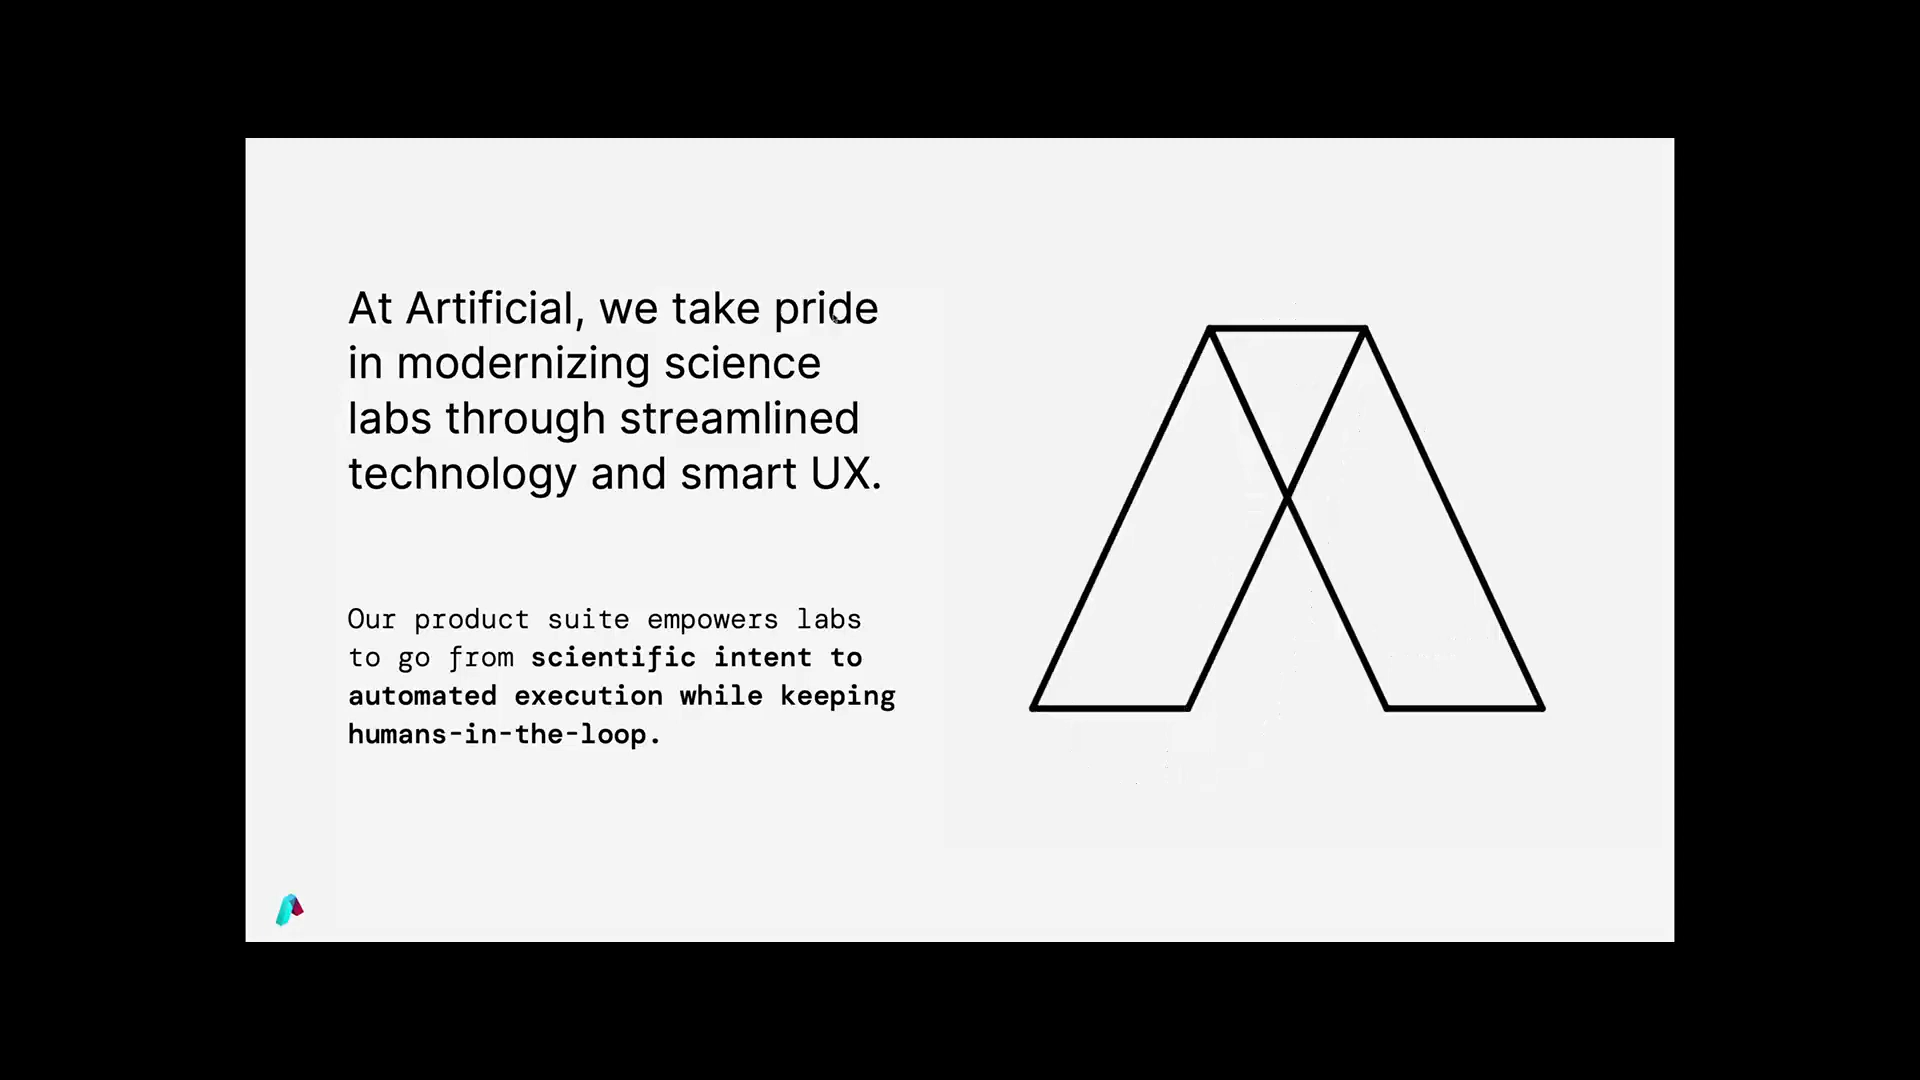 At Artificial, we take pride
in modernizing science
labs through streamlined
technology and smart UX.
Our product suite empowers labs
to go from scientific intent to
automated execution while keeping
humans-in-the-loop.